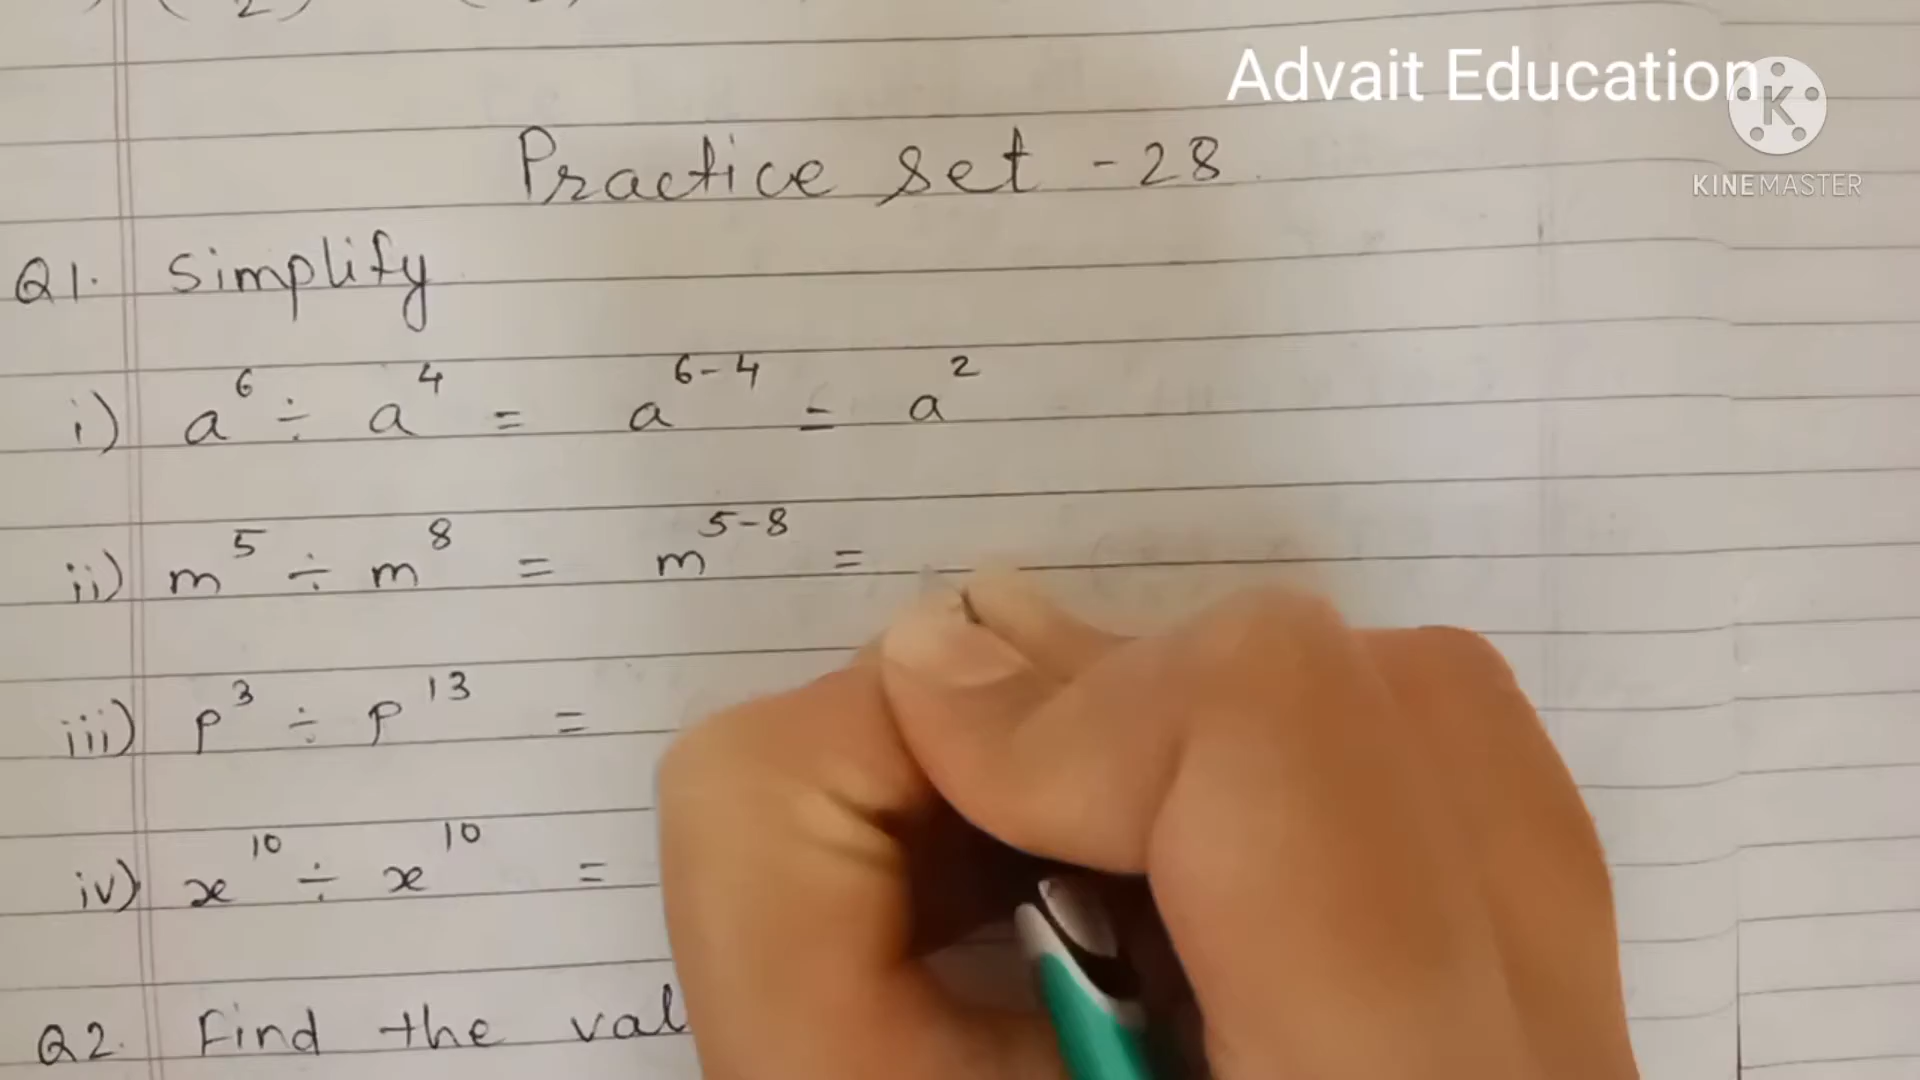 Advait Education
K
KINEMASTER
Practice set - 28
Q1. Simplify
i) a⁶ ÷ a⁴ = a⁶⁻⁴ = a²
ii) m⁵ ÷ m⁸ = m⁵⁻⁸ =
iii) p³ ÷ p¹³ =
iv) x¹⁰ ÷ x¹⁰ =
Q2. Find the val